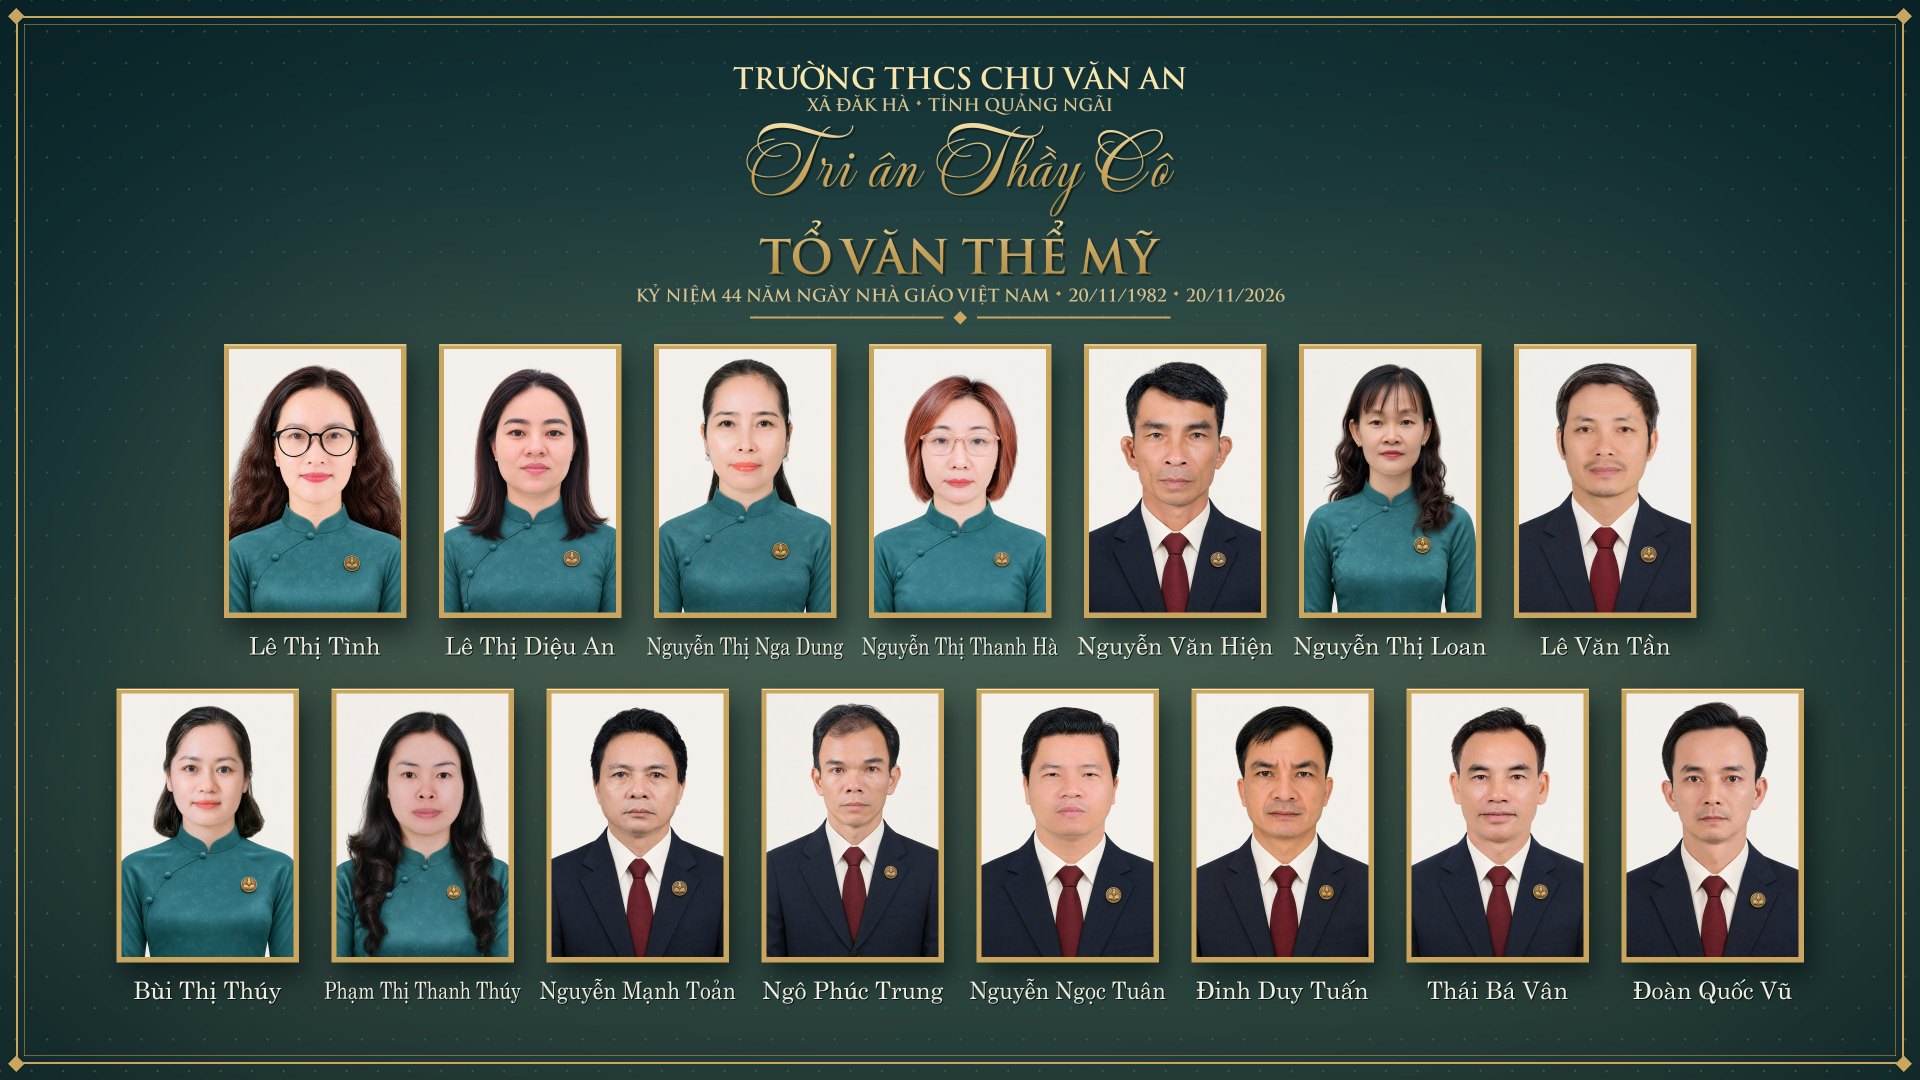 TRƯỜNG THCS CHU VĂN AN
XÃ ĐĂK HÀ • TỈNH QUẢNG NGÃI
Tri ân Thầy Cô
TỔ VĂN THỂ MỸ
KỶ NIỆM 44 NĂM NGÀY NHÀ GIÁO VIỆT NAM • 20/11/1982 • 20/11/2026
Lê Thị Tình
Lê Thị Diệu An
Nguyễn Thị Nga Dung
Nguyễn Thị Thanh Hà
Nguyễn Văn Hiện
Nguyễn Thị Loan
Lê Văn Tần
Bùi Thị Thúy
Phạm Thị Thanh Thúy
Nguyễn Mạnh Toản
Ngô Phúc Trung
Nguyễn Ngọc Tuân
Đinh Duy Tuấn
Thái Bá Vân
Đoàn Quốc Vũ